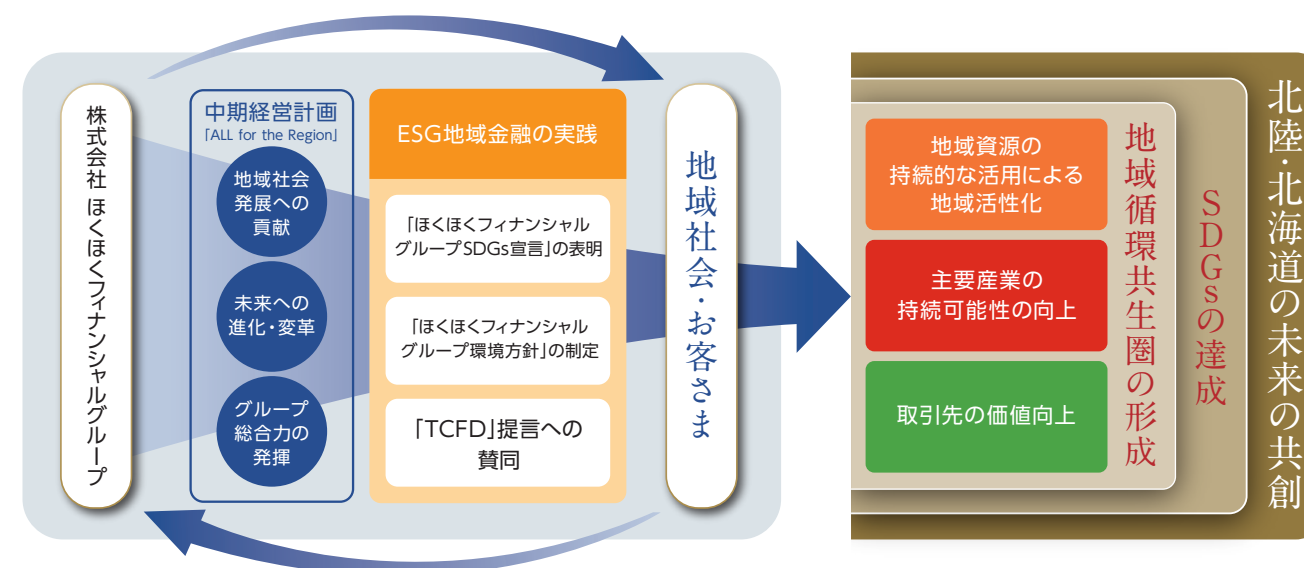 株式会社 ほくほくフィナンシャルグループ
中期経営計画
「ALL for the Region」
地域社会
発展への
貢献
未来への
進化・変革
グループ
総合力の
発揮
ESG地域金融の実践
「ほくほくフィナンシャル
グループSDGs宣言」の表明
「ほくほくフィナンシャル
グループ環境方針」の制定
「TCFD」提言への
賛同
地域社会・お客さま
地域資源の
持続的な活用による
地域活性化
主要産業の
持続可能性の向上
取引先の価値向上
地域循環共生圏の形成
SDGsの達成
北陸・北海道の未来の共創